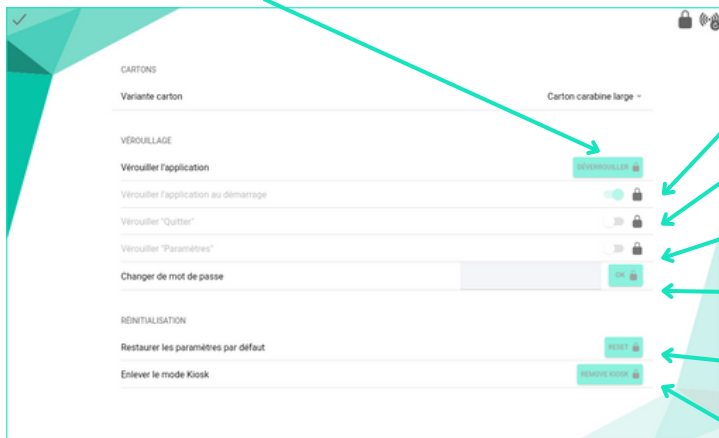 CARTONS
Variante carton Carton carabine large
VÉROUILLAGE
Vérouiller l'application DÉVERROUILLER
Vérouiller l'application au démarrage
Vérouiller "Quitter"
Vérouiller "Paramètres"
Changer de mot de passe OK
RÉINITIALISATION
Restaurer les paramètres par défaut RESET
Enlever le mode Kiosk REMOVE KIOSK